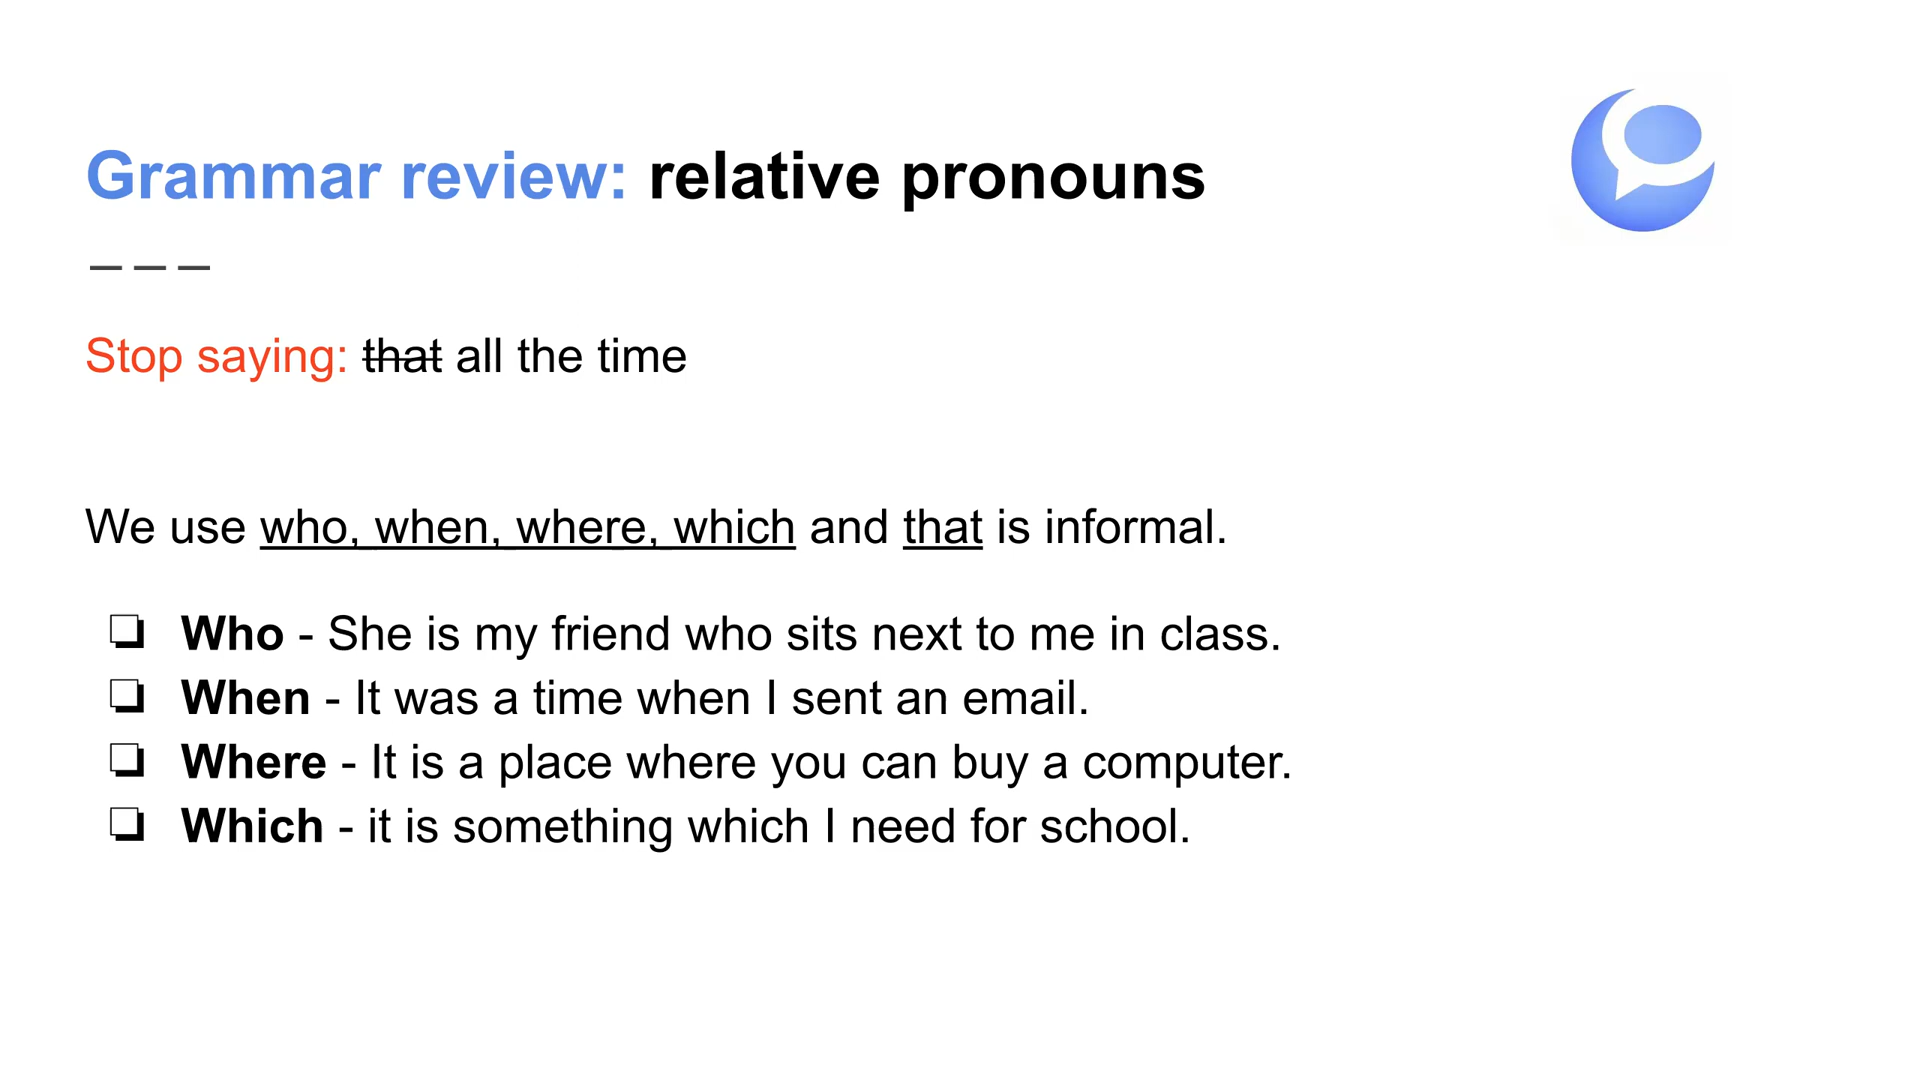 Grammar review: relative pronouns
Stop saying: that all the time
We use who, when, where, which and that is informal.
❏ Who - She is my friend who sits next to me in class.
❏ When - It was a time when I sent an email.
❏ Where - It is a place where you can buy a computer.
❏ Which - it is something which I need for school.